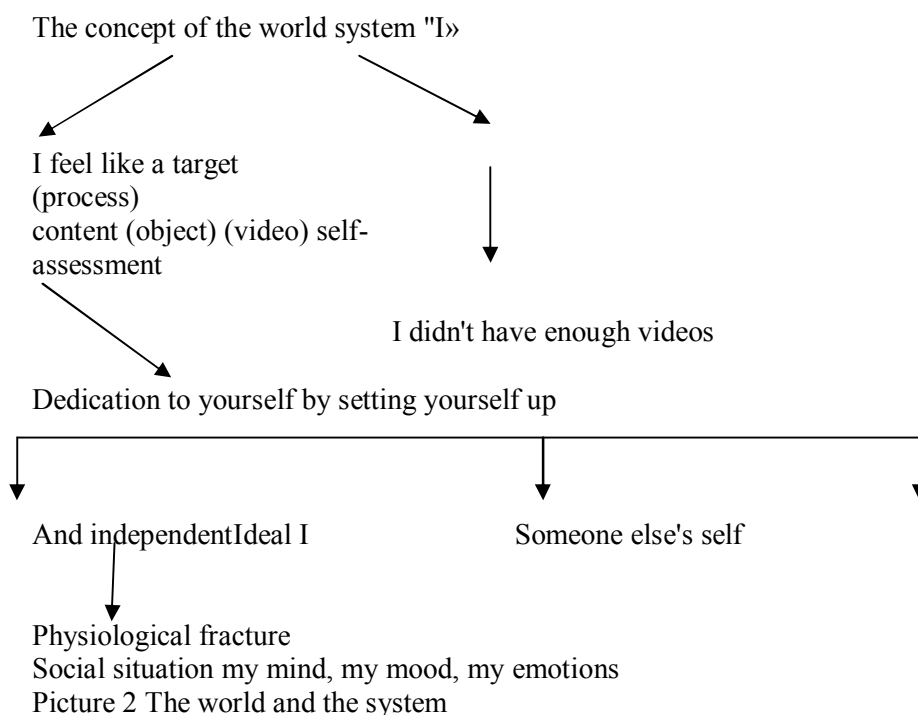 The concept of the world system "I»
I feel like a target
(process)
content (object) (video) self-
assessment
I didn't have enough videos
Dedication to yourself by setting yourself up
And independentIdeal I
Someone else's self
Physiological fracture
Social situation my mind, my mood, my emotions
Picture 2 The world and the system